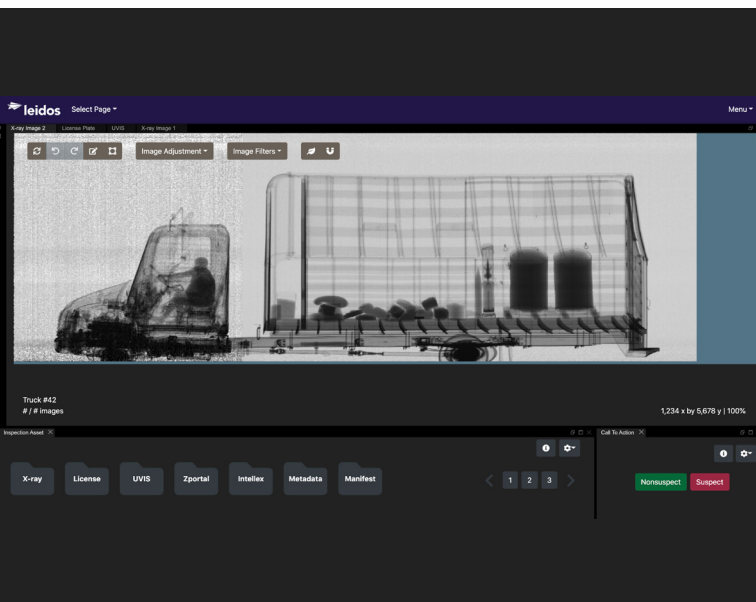 leidos Select Page Menu
X-ray Image 2 License Plate UVIS X-ray Image 1
Image Adjustment Image Filters
Truck #42
# / # images
1,234 x by 5,678 y | 100%
Inspection Asset
Call To Action
X-ray License UVIS Zportal Intellex Metadata Manifest
1 2 3
Nonsuspect Suspect